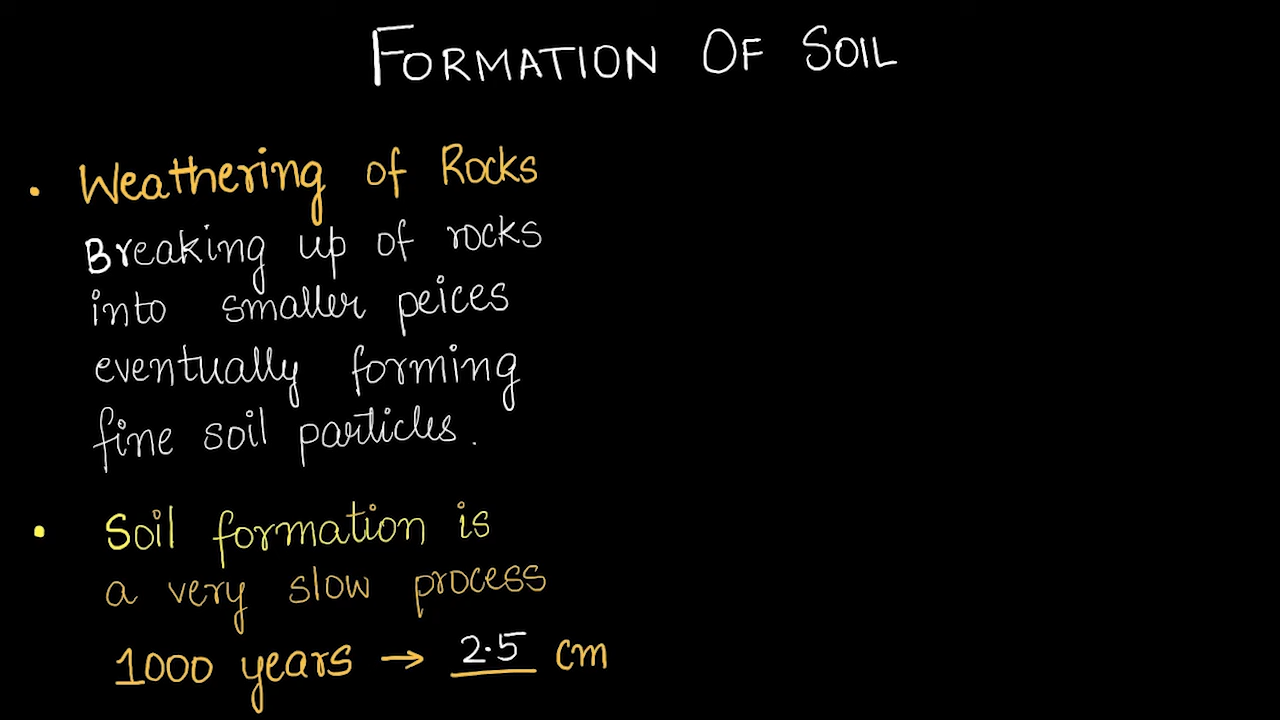 FORMATION OF SOIL
• Weathering of Rocks
Breaking up of rocks
into smaller peices
eventually forming
fine soil particles.
• Soil formation is
a very slow process
1000 years → 2.5 cm